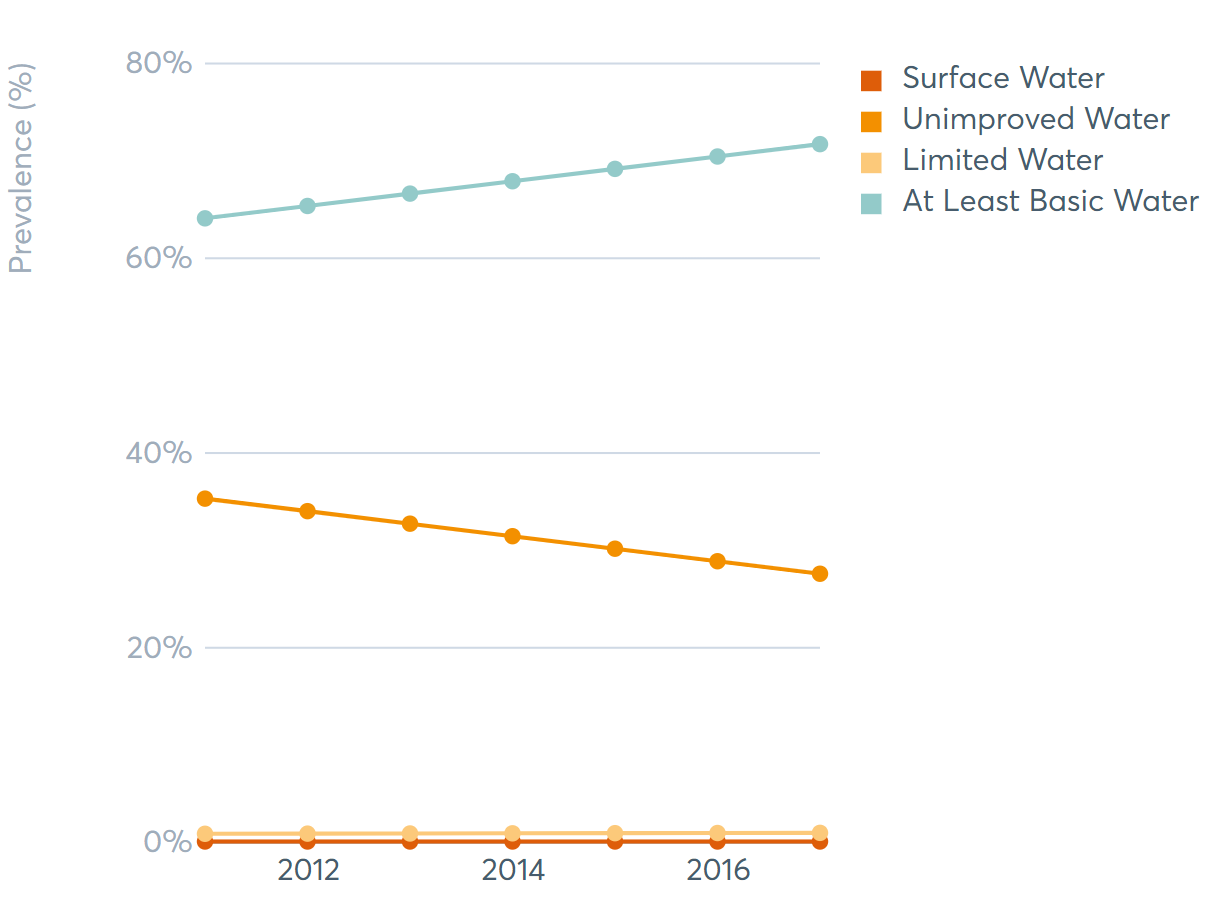 Prevalence (%)
80%
60%
40%
20%
0%
2012
2014
2016
Surface Water
Unimproved Water
Limited Water
At Least Basic Water